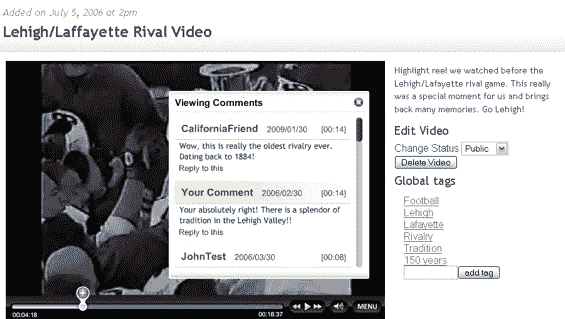 Added on July 5, 2006 at 2pm
Lehigh/Laffayette Rival Video
Viewing Comments
CaliforniaFriend 2009/01/30 [00:14]
Wow, this is really the oldest rivalry ever.
Dating back to 1884!
Reply to this
Your Comment 2006/02/30 [00:14]
Your absolutely right! There is a splendor of
tradition in the Lehigh Valley!!
Reply to this
JohnTest 2006/03/30 [00:08]
00:04:18
00:16:37
MENU
Highlight reel we watched before the
Lehigh/Lafayette rival game. This really
was a special moment for us and brings
back many memories. Go Lehigh!
Edit Video
Change Status Public
Delete Video
Global tags
Football
Lehigh
Lafayette
Rivalry
Tradition
150 years
add tag